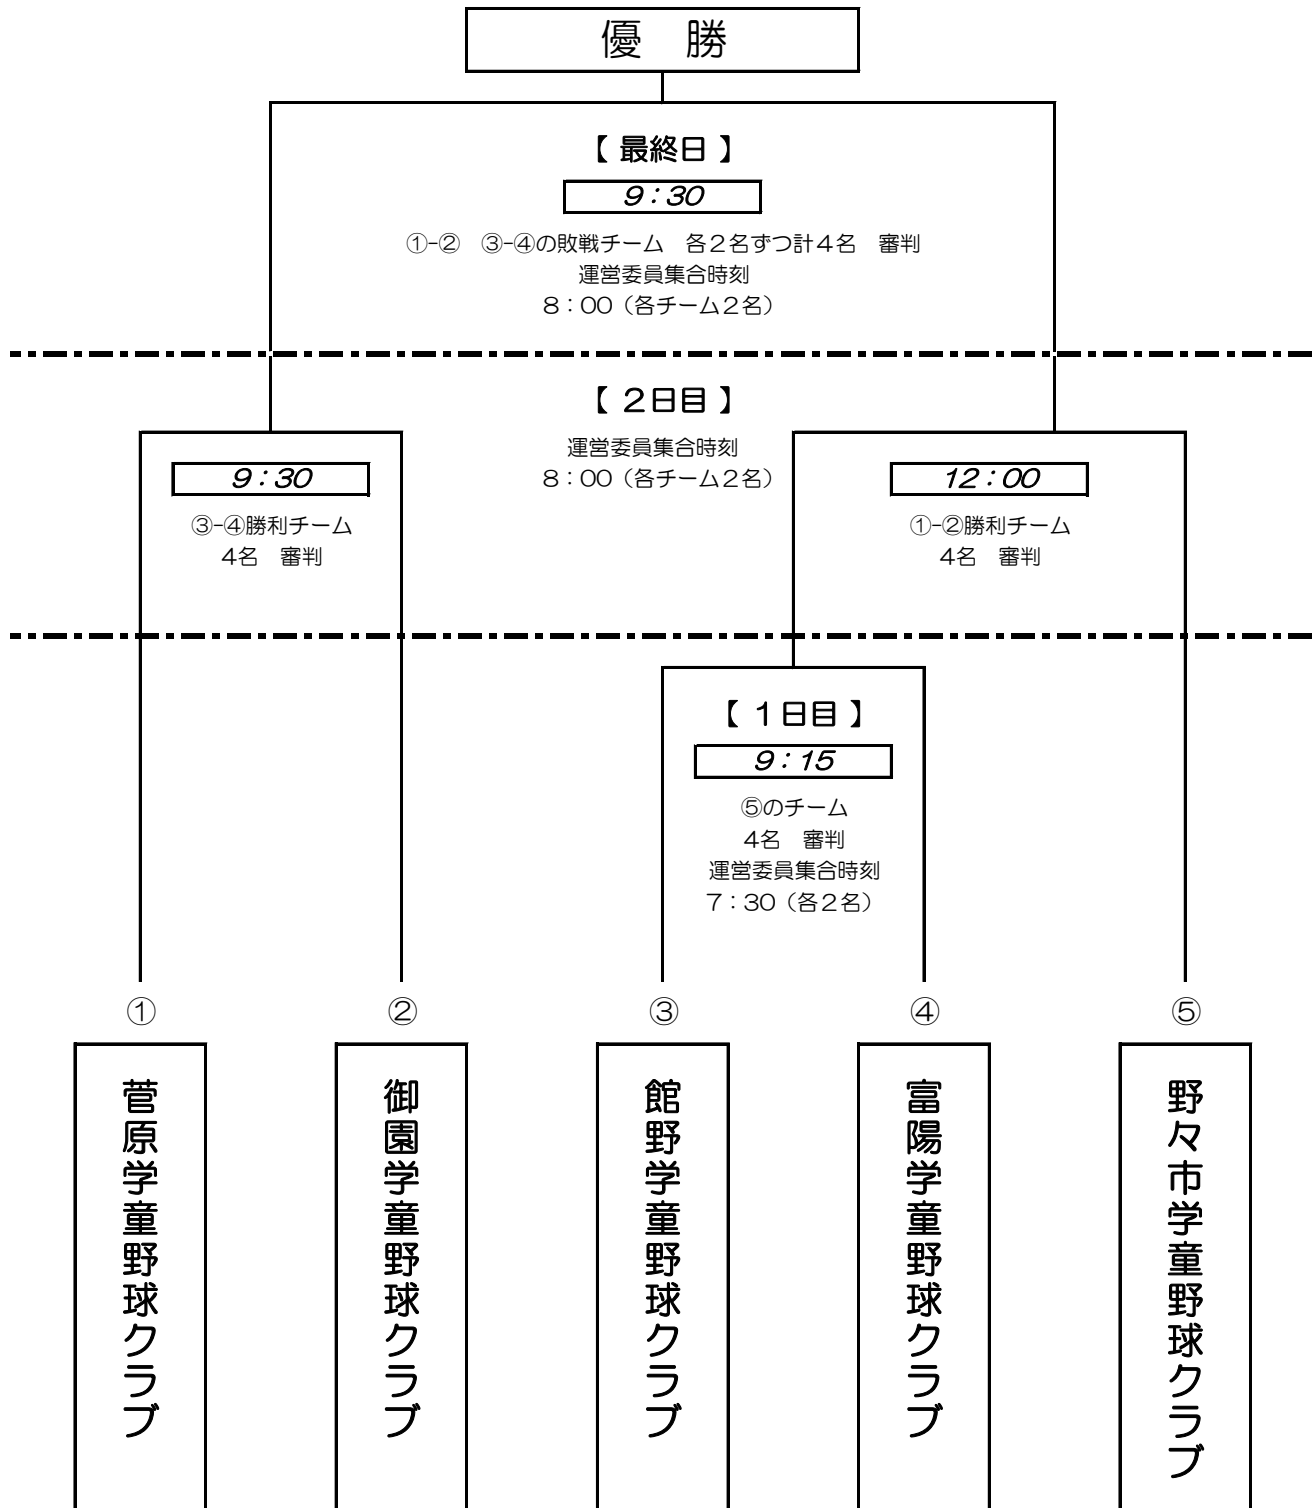 優　勝
【 最終日 】
9：30
①-②　③-④の敗戦チーム　各２名ずつ計４名　審判
運営委員集合時刻
８：00（各チーム２名）
【 ２日目 】
運営委員集合時刻
８：00（各チーム２名）
9：30
③-④勝利チーム
4名　審判
12：00
①-②勝利チーム
4名　審判
【 １日目 】
9：15
⑤のチーム
4名　審判
運営委員集合時刻
７：30（各２名）
①
②
③
④
⑤
菅原学童野球クラブ
御園学童野球クラブ
館野学童野球クラブ
富陽学童野球クラブ
野々市学童野球クラブ